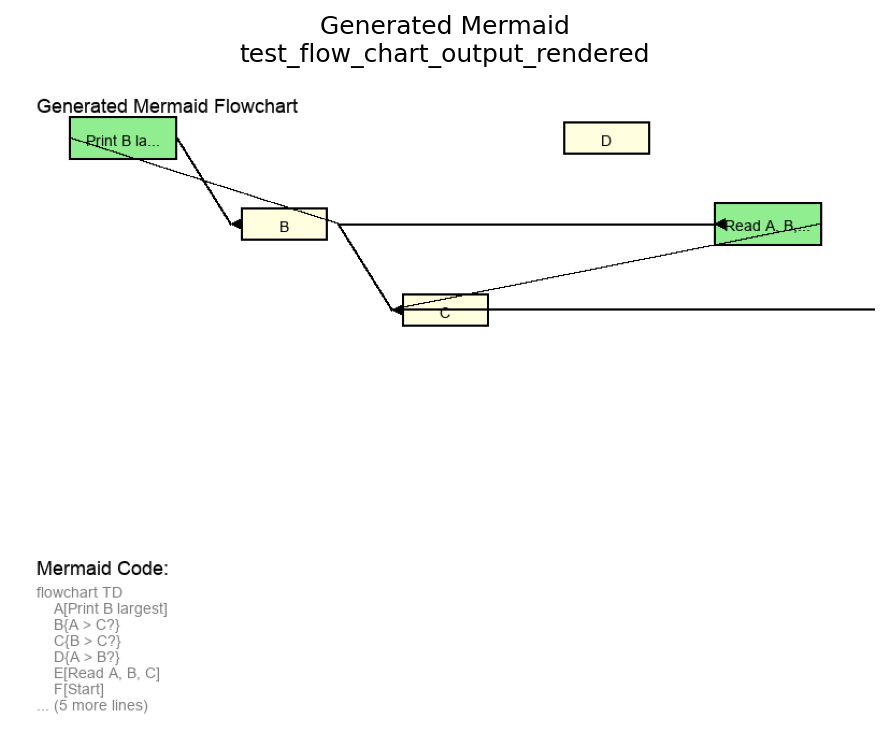 Generated Mermaid
test_flow_chart_output_rendered
Generated Mermaid Flowchart
Print B la...
D
B
Read A, B,...
C
Mermaid Code:
flowchart TD
A[Print B largest]
B{A > C?}
C{B > C?}
D{A > B?}
E[Read A, B, C]
F[Start]
... (5 more lines)